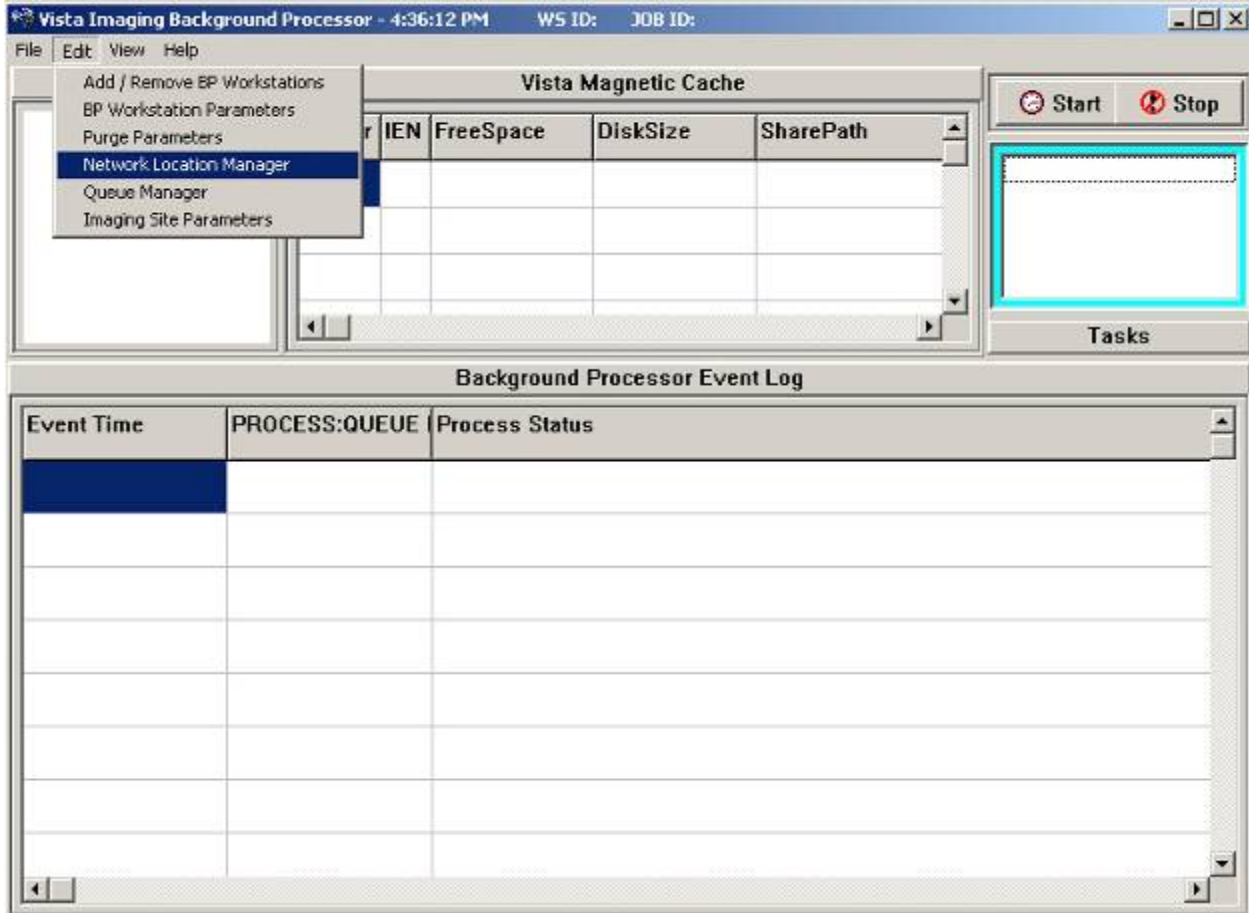 Vista Imaging Background Processor - 4:36:12 PM WS ID: JOB ID:
File Edit View Help
Add / Remove BP Workstations
BP Workstation Parameters
Purge Parameters
Network Location Manager
Queue Manager
Imaging Site Parameters
Vista Magnetic Cache
r IEN FreeSpace DiskSize SharePath
Start Stop
Tasks
Background Processor Event Log
Event Time PROCESS:QUEUE Process Status